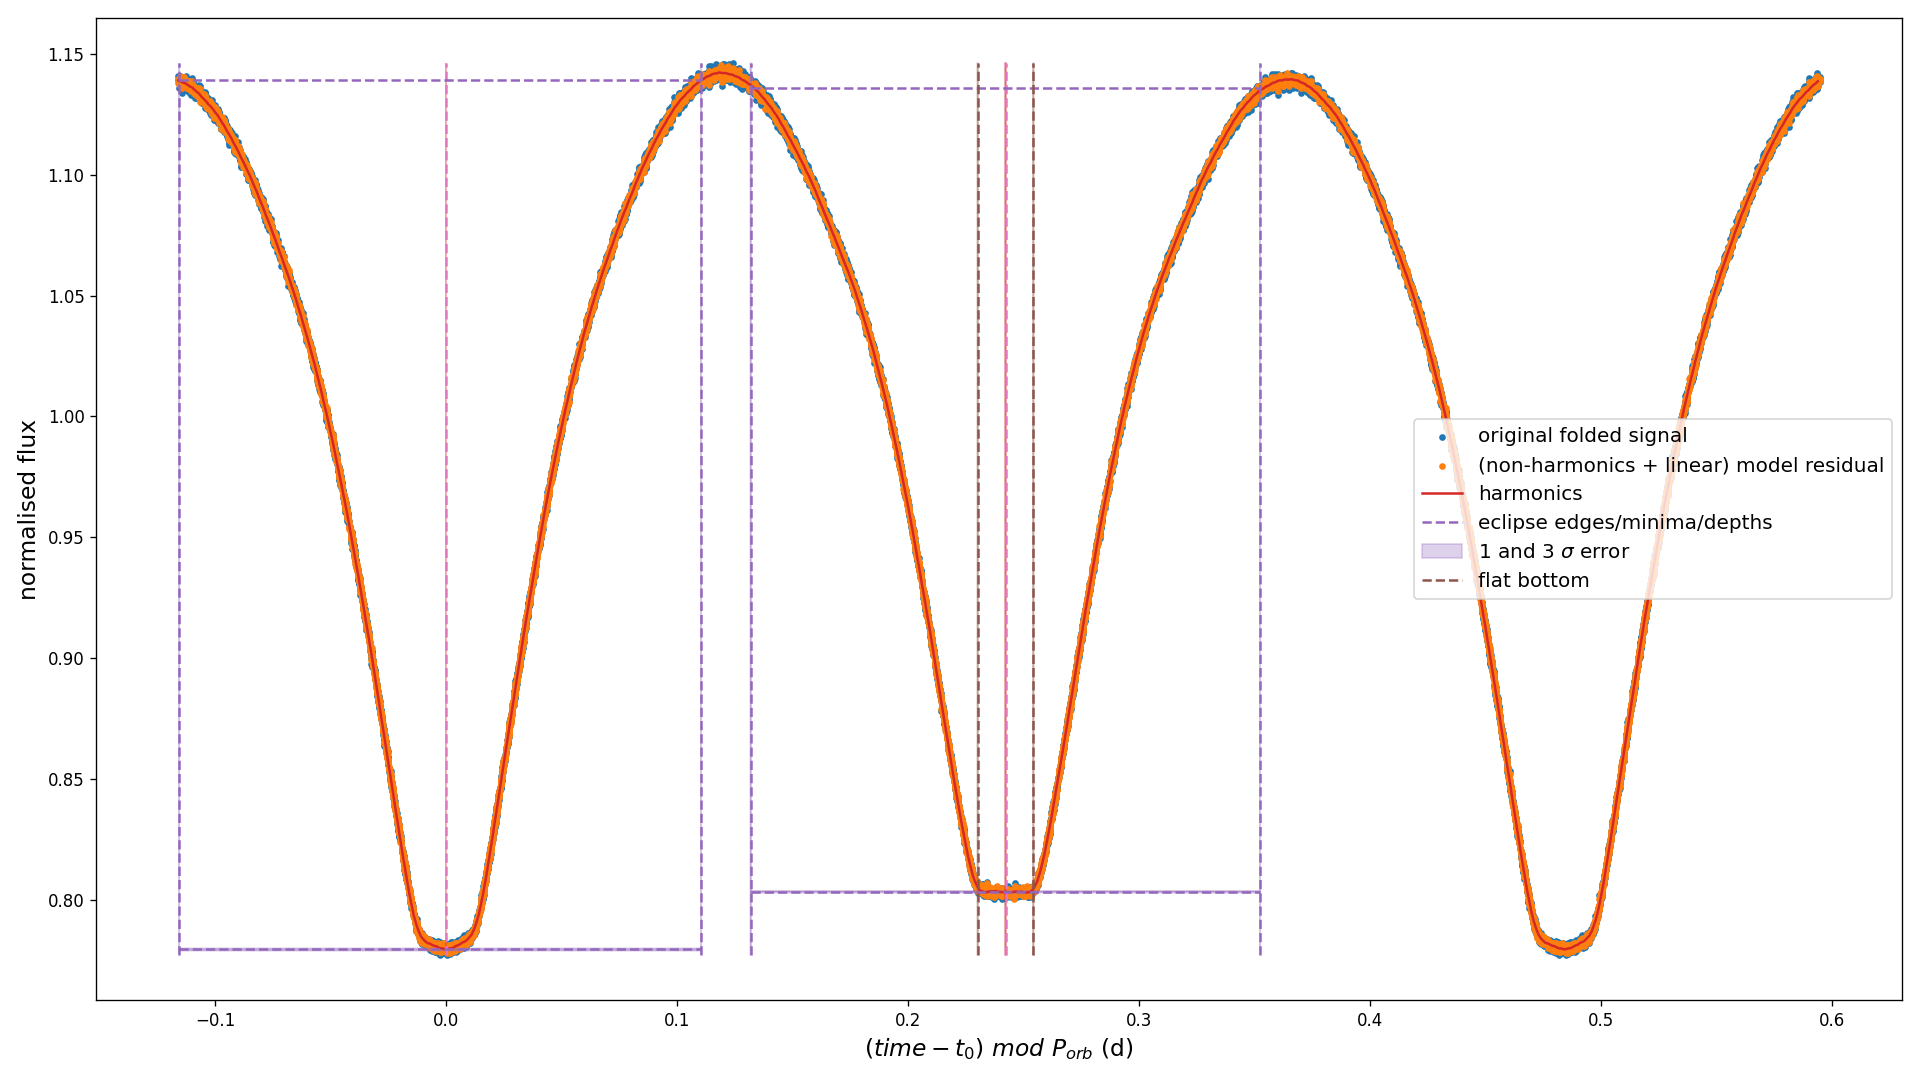 1.15
1.10
1.05
1.00
0.95
0.90
0.85
0.80
normalised flux
original folded signal
(non-harmonics + linear) model residual
harmonics
eclipse edges/minima/depths
1 and 3 σ error
flat bottom
−0.1 0.0 0.1 0.2 0.3 0.4 0.5 0.6
(time − t₀) mod Pₒᵣb (d)